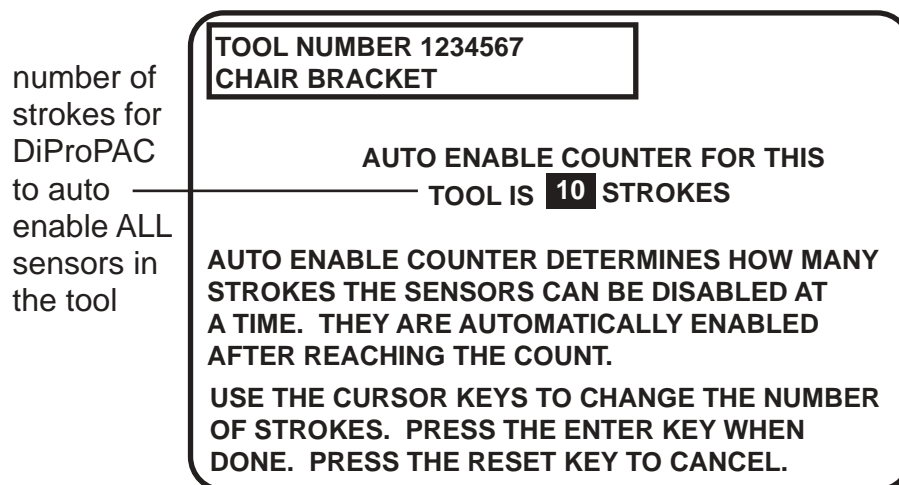 number of
strokes for
DiProPAC
to auto
enable ALL
sensors in
the tool
TOOL NUMBER 1234567
CHAIR BRACKET
AUTO ENABLE COUNTER FOR THIS
TOOL IS 10 STROKES
AUTO ENABLE COUNTER DETERMINES HOW MANY
STROKES THE SENSORS CAN BE DISABLED AT
A TIME.  THEY ARE AUTOMATICALLY ENABLED
AFTER REACHING THE COUNT.
USE THE CURSOR KEYS TO CHANGE THE NUMBER
OF STROKES.  PRESS THE ENTER KEY WHEN
DONE.  PRESS THE RESET KEY TO CANCEL.